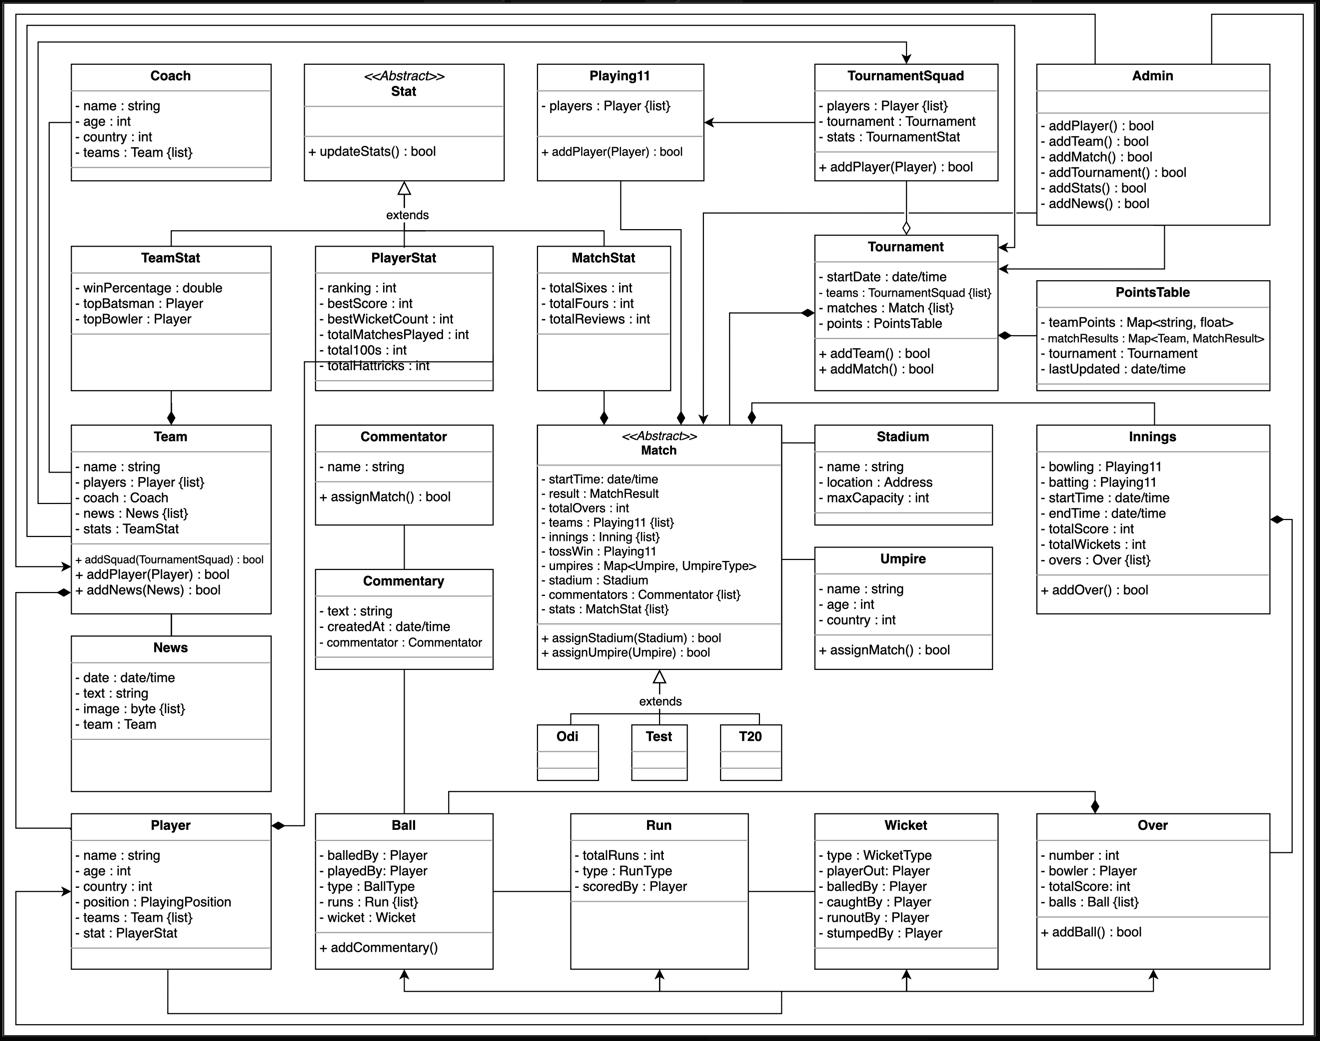 Coach
- name : string
- age : int
- country : int
- teams : Team {list}
<<Abstract>>
Stat
+ updateStats() : bool
Playing11
- players : Player {list}
+ addPlayer(Player) : bool
TournamentSquad
- players : Player {list}
- tournament : Tournament
- stats : TournamentStat
+ addPlayer(Player) : bool
Admin
- addPlayer() : bool
- addTeam() : bool
- addMatch() : bool
- addTournament() : bool
- addStats() : bool
- addNews() : bool
extends
TeamStat
- winPercentage : double
- topBatsman : Player
- topBowler : Player
PlayerStat
- ranking : int
- bestScore : int
- bestWicketCount : int
- totalMatchesPlayed : int
- total100s : int
- totalHattricks : int
MatchStat
- totalSixes : int
- totalFours : int
- totalReviews : int
Tournament
- startDate : date/time
- teams : TournamentSquad {list}
- matches : Match {list}
- points : PointsTable
+ addTeam() : bool
+ addMatch() : bool
PointsTable
- teamPoints : Map<string, float>
- matchResults : Map<Team, MatchResult>
- tournament : Tournament
- lastUpdated : date/time
Team
- name : string
- players : Player {list}
- coach : Coach
- news : News {list}
- stats : TeamStat
+ addSquad(TournamentSquad) : bool
+ addPlayer(Player) : bool
+ addNews(News) : bool
Commentator
- name : string
+ assignMatch() : bool
<<Abstract>>
Match
- startTime: date/time
- result : MatchResult
- totalOvers : int
- teams : Playing11 {list}
- innings : Inning {list}
- tossWin : Playing11
- umpires : Map<Umpire, UmpireType>
- stadium : Stadium
- commentators : Commentator {list}
- stats : MatchStat {list}
+ assignStadium(Stadium) : bool
+ assignUmpire(Umpire) : bool
Stadium
- name : string
- location : Address
- maxCapacity : int
Innings
- bowling : Playing11
- batting : Playing11
- startTime : date/time
- endTime : date/time
- totalScore : int
- totalWickets : int
- overs : Over {list}
+ addOver() : bool
Commentary
- text : string
- createdAt : date/time
- commentator : Commentator
Umpire
- name : string
- age : int
- country : int
+ assignMatch() : bool
News
- date : date/time
- text : string
- image : byte {list}
- team : Team
extends
Odi
Test
T20
Player
- name : string
- age : int
- country : int
- position : PlayingPosition
- teams : Team {list}
- stat : PlayerStat
Ball
- balledBy : Player
- playedBy: Player
- type : BallType
- runs : Run {list}
- wicket : Wicket
+ addCommentary()
Run
- totalRuns : int
- type : RunType
- scoredBy : Player
Wicket
- type : WicketType
- playerOut: Player
- balledBy : Player
- caughtBy : Player
- runoutBy : Player
- stumpedBy : Player
Over
- number : int
- bowler : Player
- totalScore: int
- balls : Ball {list}
+ addBall() : bool